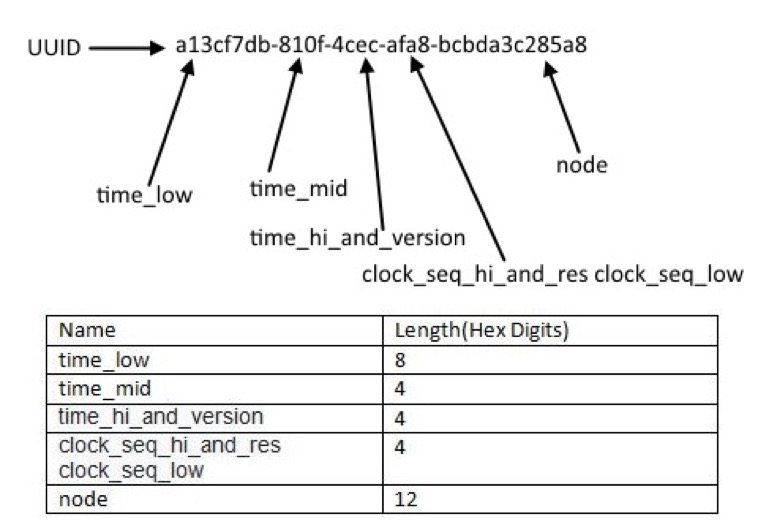 UUID a13cf7db-810f-4cec-afa8-bcbda3c285a8
node
time_low
time_mid
time_hi_and_version
clock_seq_hi_and_res clock_seq_low
Name Length(Hex Digits)
time_low 8
time_mid 4
time_hi_and_version 4
clock_seq_hi_and_res 4
clock_seq_low
node 12